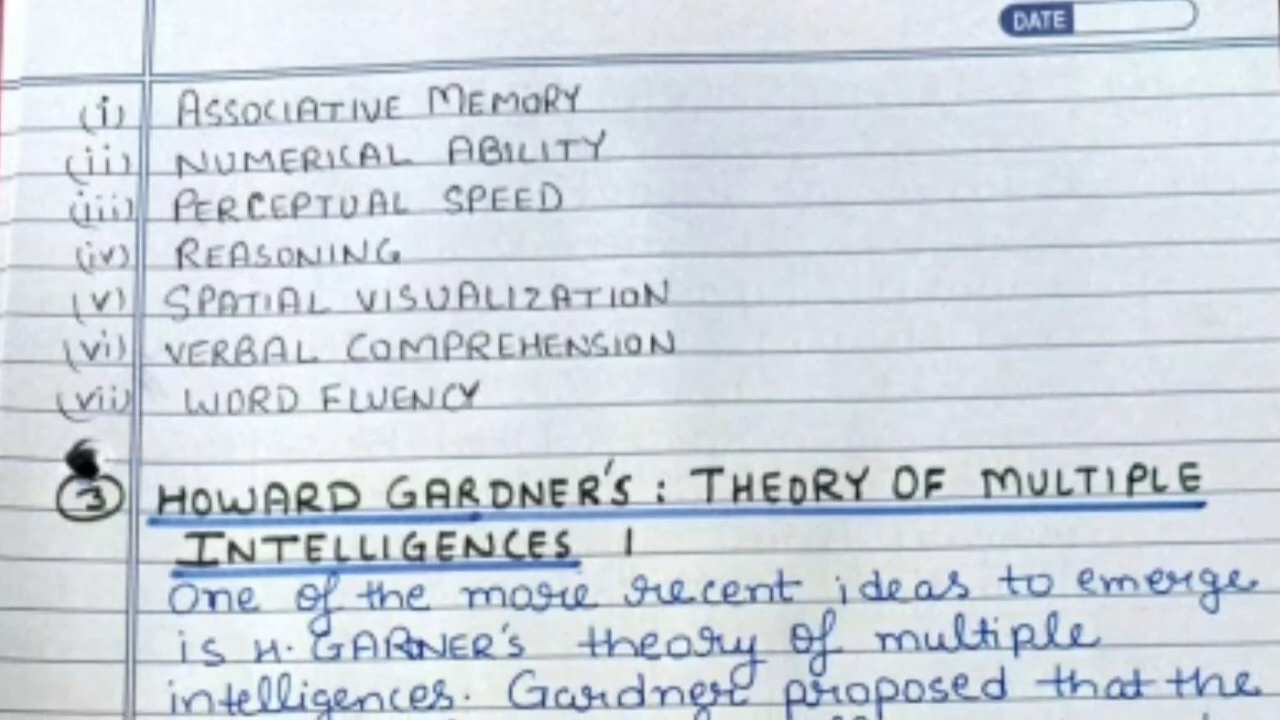 DATE
(i) ASSOCIATIVE MEMORY
(ii) NUMERICAL ABILITY
(iii) PERCEPTUAL SPEED
(iv) REASONING
(v) SPATIAL VISUALIZATION
(vi) VERBAL COMPREHENSION
(vii) WORD FLUENCY
3 HOWARD GARDNER'S : THEORY OF MULTIPLE
INTELLIGENCES |
One of the more recent ideas to emerge
is H. GARNER'S theory of multiple
intelligences. Gardner proposed that the